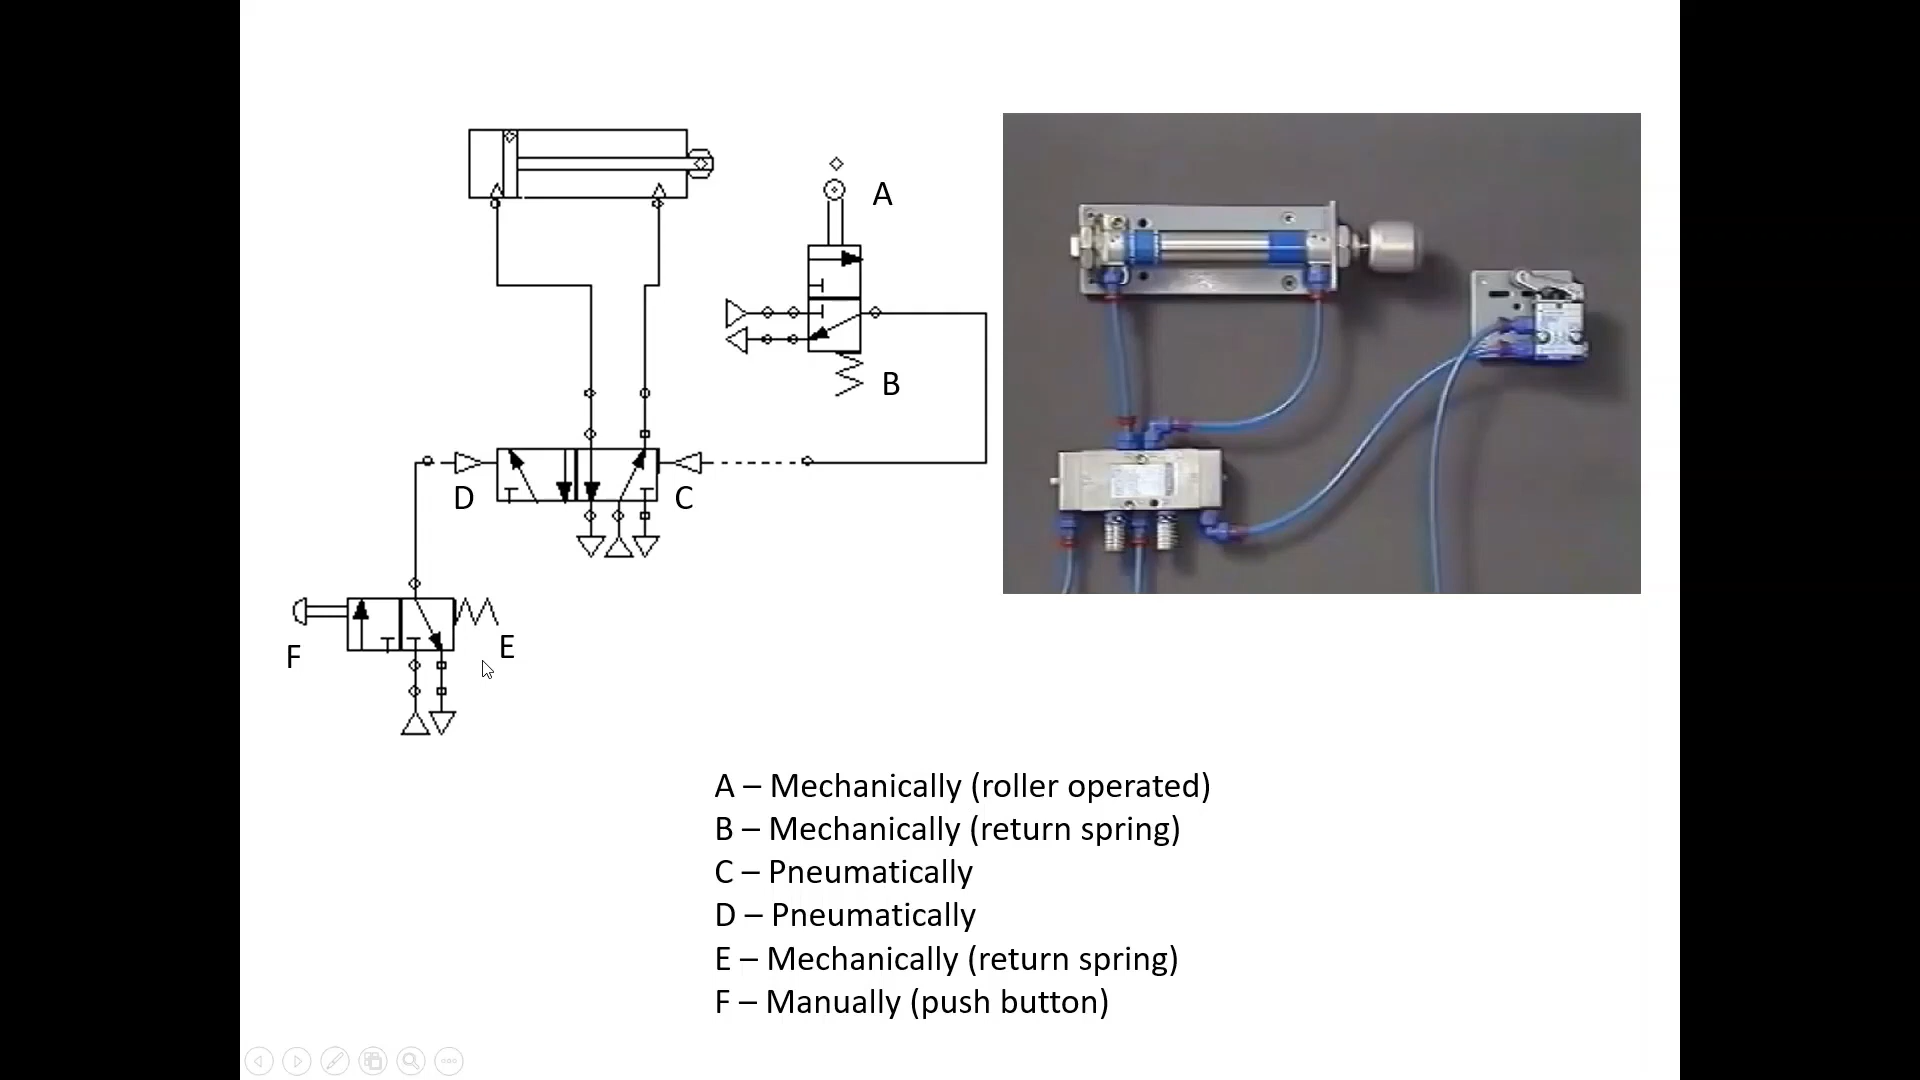 A
B
D
C
F
E
A – Mechanically (roller operated)
B – Mechanically (return spring)
C – Pneumatically
D – Pneumatically
E – Mechanically (return spring)
F – Manually (push button)